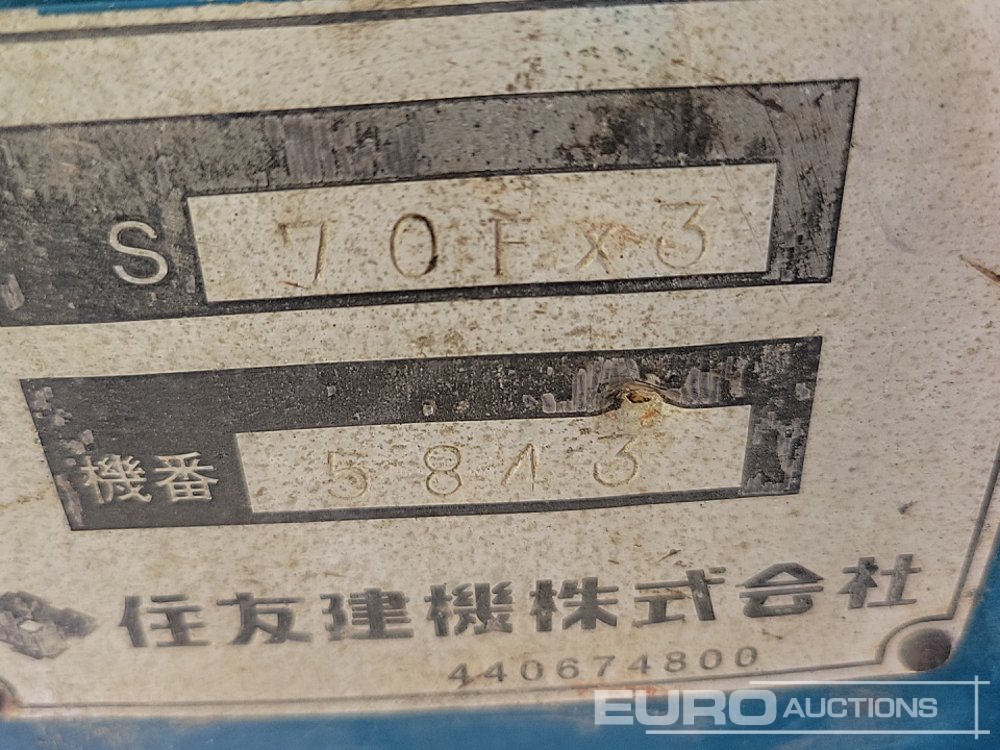 S 70Fx3
機番 5843
住友建機株式会社
440674800
EURO AUCTIONS